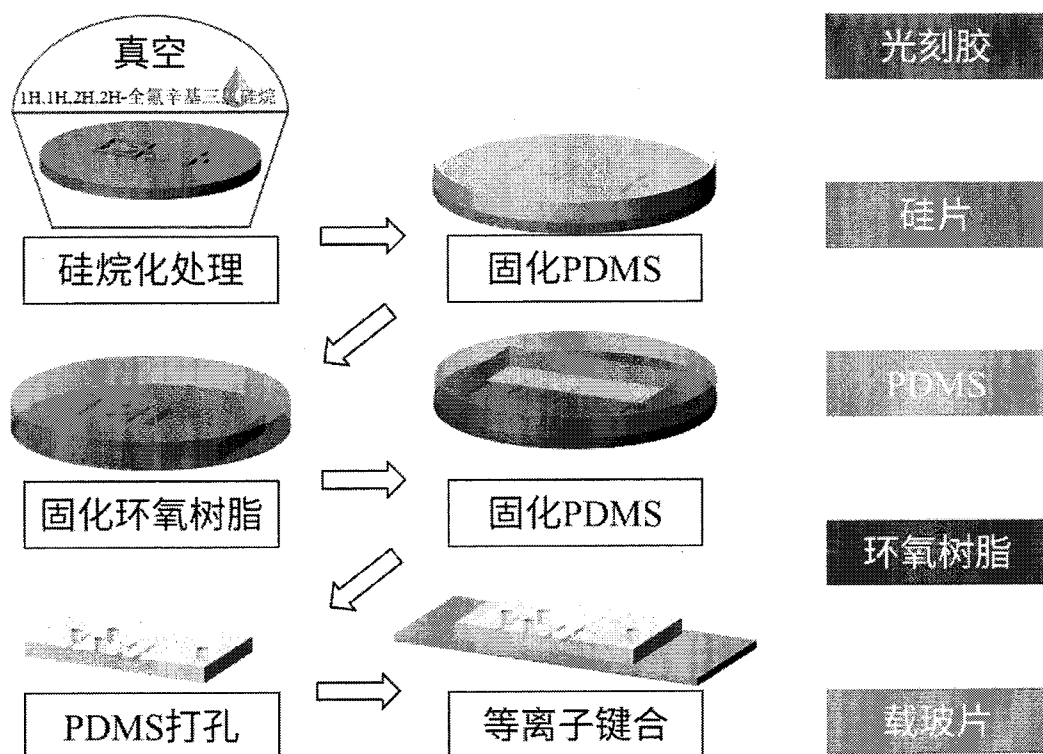 真空
1H,1H,2H,2H-全氟辛基三氯硅烷
硅烷化处理
固化PDMS
固化环氧树脂
固化PDMS
PDMS打孔
等离子键合
光刻胶
硅片
PDMS
环氧树脂
载玻片